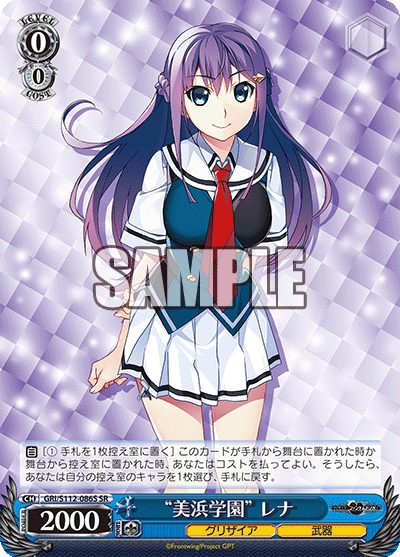 LEVEL
0
0
COST
SAMPLE
自 [① 手札を1枚控え室に置く] このカードが手札から舞台に置かれた時か
舞台から控え室に置かれた時、あなたはコストを払ってよい。そうしたら、
あなたは自分の控え室のキャラを1枚選び、手札に戻す。
CH GRI/S112-086S SR
“美浜学園” レナ
2000
グリザイア
武器
©Frontwing/Project GPT